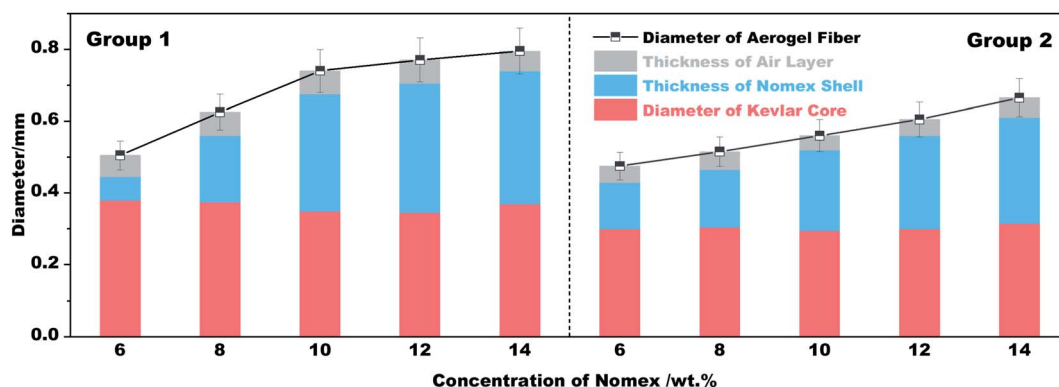 Group 1
Group 2
Diameter of Aerogel Fiber
Thickness of Air Layer
Thickness of Nomex Shell
Diameter of Kevlar Core
Diameter/mm
0.8
0.6
0.4
0.2
0.0
6 8 10 12 14 6 8 10 12 14
Concentration of Nomex /wt.%